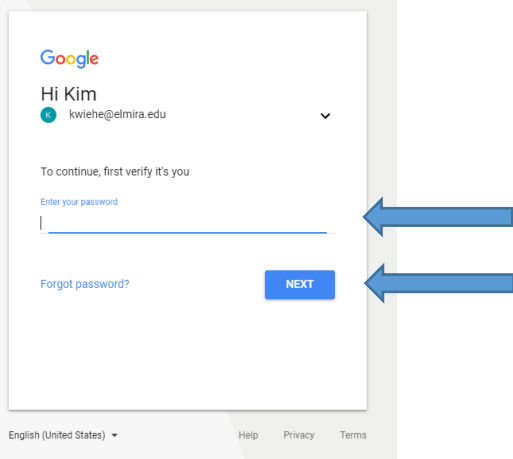 Google
Hi Kim
K kwiehe@elmira.edu
To continue, first verify it's you
Enter your password
Forgot password? NEXT
English (United States) Help Privacy Terms